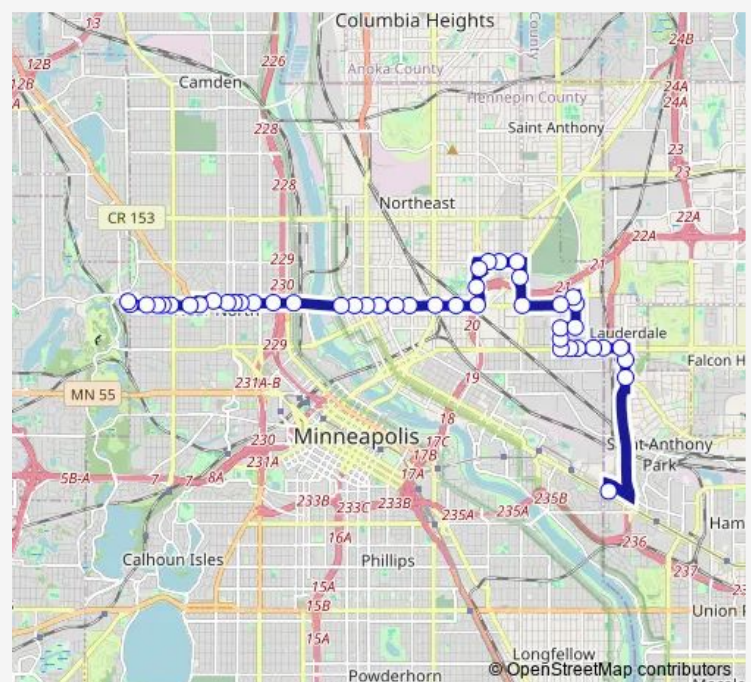 Columbia Heights
13
24B
226
12B
County
Anoka County
12B
Camden
24A
Hennepin County
24A
A
228
Saint Anthony
23
23
228
Northeast
CR 153
22A
22A
229
21
230
21
North
20
Lauderdale
229
Falcon H
19
231A-B
MN 55
18
Minneapolis
230
17C
Saint-Anthony
231A
17B
Park
5B-A
7
7
8A
17A
233B
233C
233B
235A
235A
235B
Ham
16A
236
Calhoun Isles
Phillips
237
15A
23
15B
Union P
15A
Longfellow
Powderhorn
© OpenStreetMap contributors